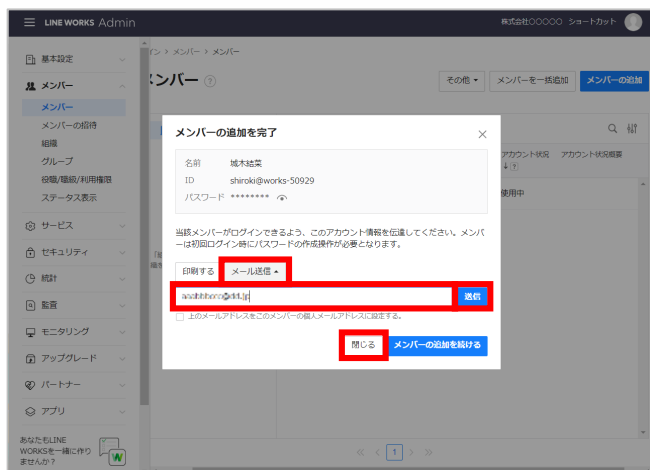 LINE WORKS Admin
株式会社○○○○○ ショートカット
基本設定
メンバー
メンバー
メンバーの招待
組織
グループ
役職/職級/利用権限
ステータス表示
サービス
セキュリティ
統計
監査
モニタリング
アップグレード
パートナー
アプリ
あなたもLINE
WORKSを一緒に作り
ませんか?
> メンバー > メンバー
メンバー
その他 メンバーを一括追加 メンバーの追加
アカウント状況 アカウント状況概要
使用中
メンバーの追加を完了
名前 城木結菜
ID shiroki@works-50929
パスワード ********
当該メンバーがログインできるよう、このアカウント情報を伝達してください。メンバ
ーは初回ログイン時にパスワードの作成操作が必要となります。
印刷する メール送信
送信
上のメールアドレスをこのメンバーの個人メールアドレスに設定する。
閉じる メンバーの追加を続ける
1